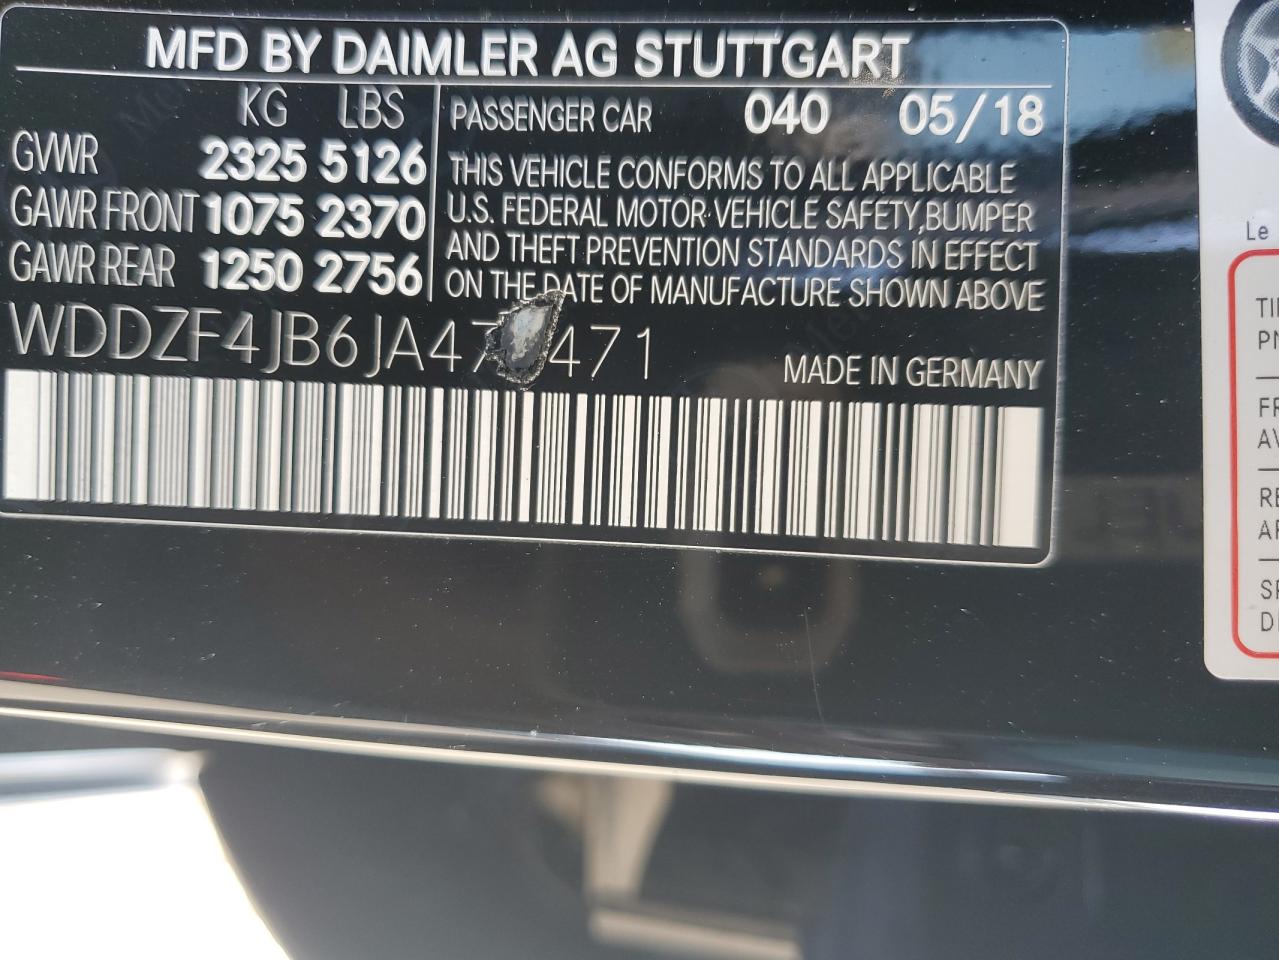 MFD BY DAIMLER AG STUTTGART
KG LBS
GVWR 2325 5126
GAWR FRONT 1075 2370
GAWR REAR 1250 2756
PASSENGER CAR 040 05/18
THIS VEHICLE CONFORMS TO ALL APPLICABLE
U.S. FEDERAL MOTOR VEHICLE SAFETY, BUMPER
AND THEFT PREVENTION STANDARDS IN EFFECT
ON THE DATE OF MANUFACTURE SHOWN ABOVE
MADE IN GERMANY
Le